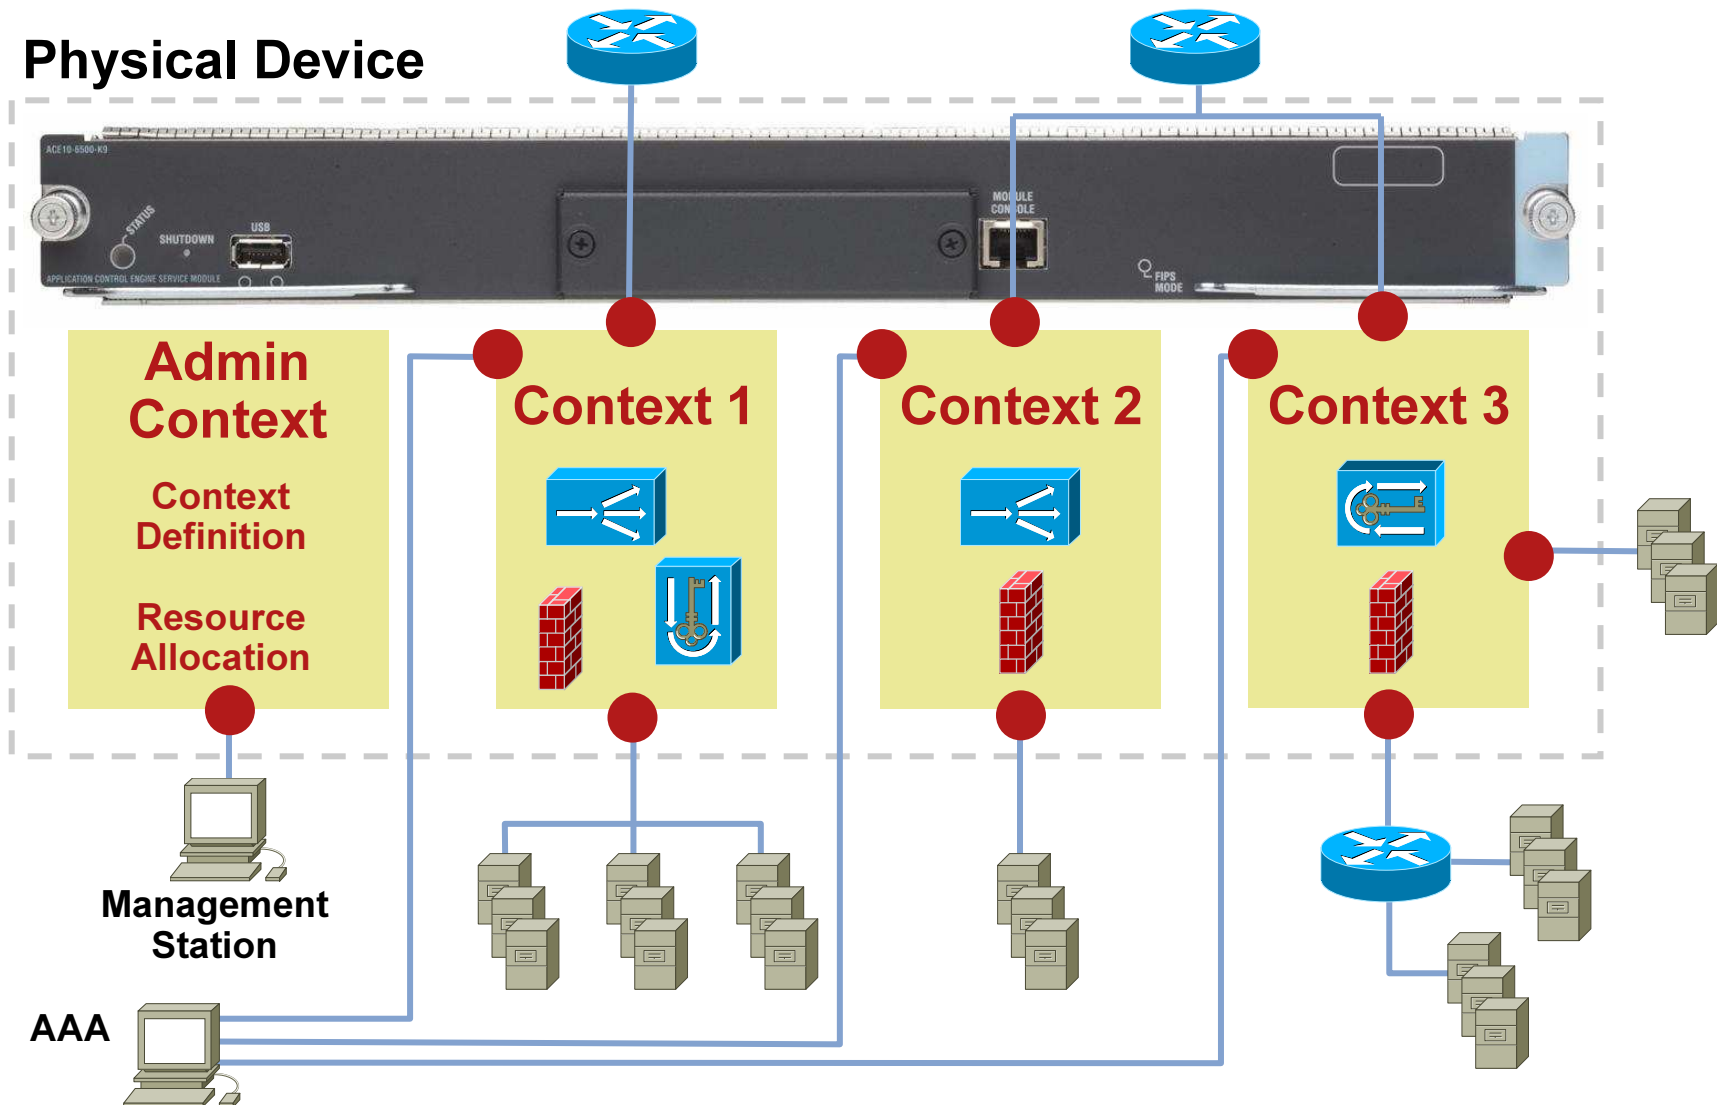 Physical Device
ACE10-6500-K9
STATUS
SHUTDOWN
USB
MODULE
CONSOLE
FIPS
MODE
APPLICATION CONTROL ENGINE SERVICE MODULE
Admin
Context
Context
Definition
Resource
Allocation
Context 1
Context 2
Context 3
Management
Station
AAA